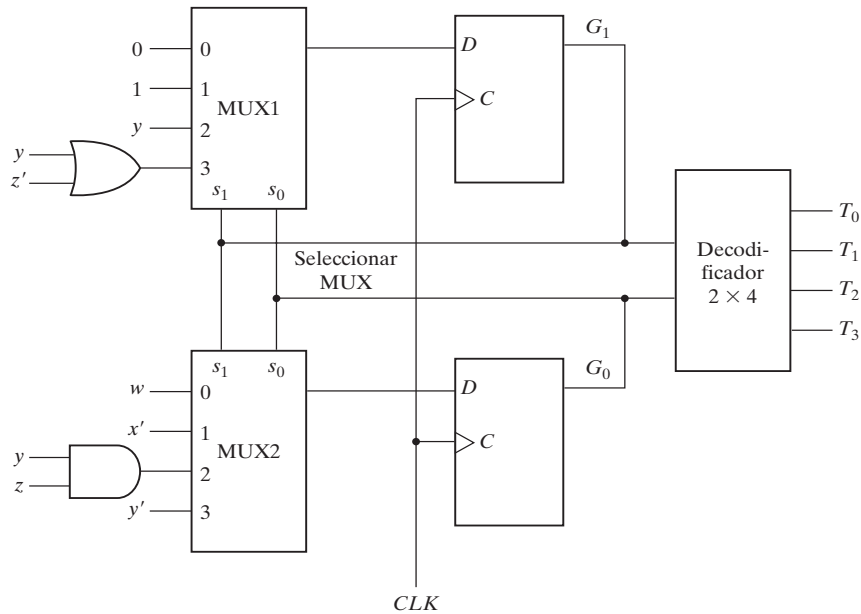 0
0
1
1
y
2
y
z′
3
MUX1
s₁ s₀
D
C
G₁
Seleccionar
MUX
Decodi-
ficador
2 × 4
T₀
T₁
T₂
T₃
s₁ s₀
w
0
x′
1
y
z
2
y′
3
MUX2
D
C
G₀
CLK